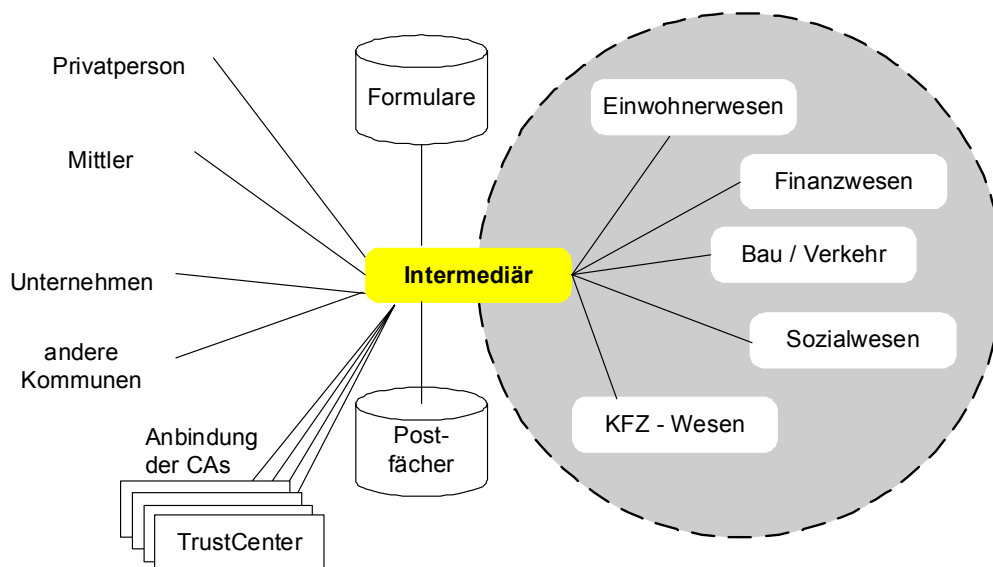 Privatperson
Mittler
Unternehmen
andere
Kommunen
Anbindung
der CAs
TrustCenter
Formulare
Intermediär
Post-
fächer
Einwohnerwesen
Finanzwesen
Bau / Verkehr
Sozialwesen
KFZ - Wesen